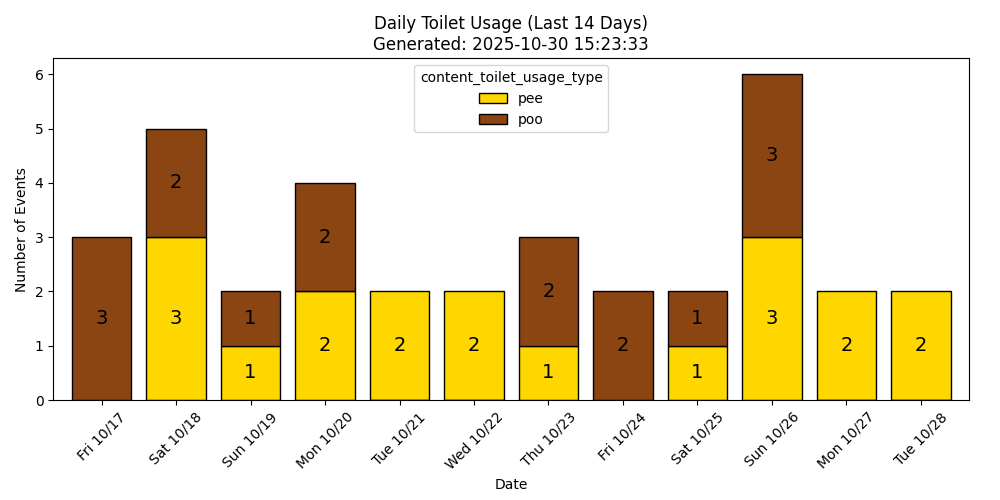 Daily Toilet Usage (Last 14 Days)
Generated: 2025-10-30 15:23:33
content_toilet_usage_type
pee
poo
Number of Events
6
5
4
3
2
1
0
3
2
3
1
1
2
2
2
2
2
1
2
1
1
3
3
2
2
Fri 10/17
Sat 10/18
Sun 10/19
Mon 10/20
Tue 10/21
Wed 10/22
Thu 10/23
Fri 10/24
Sat 10/25
Sun 10/26
Mon 10/27
Tue 10/28
Date